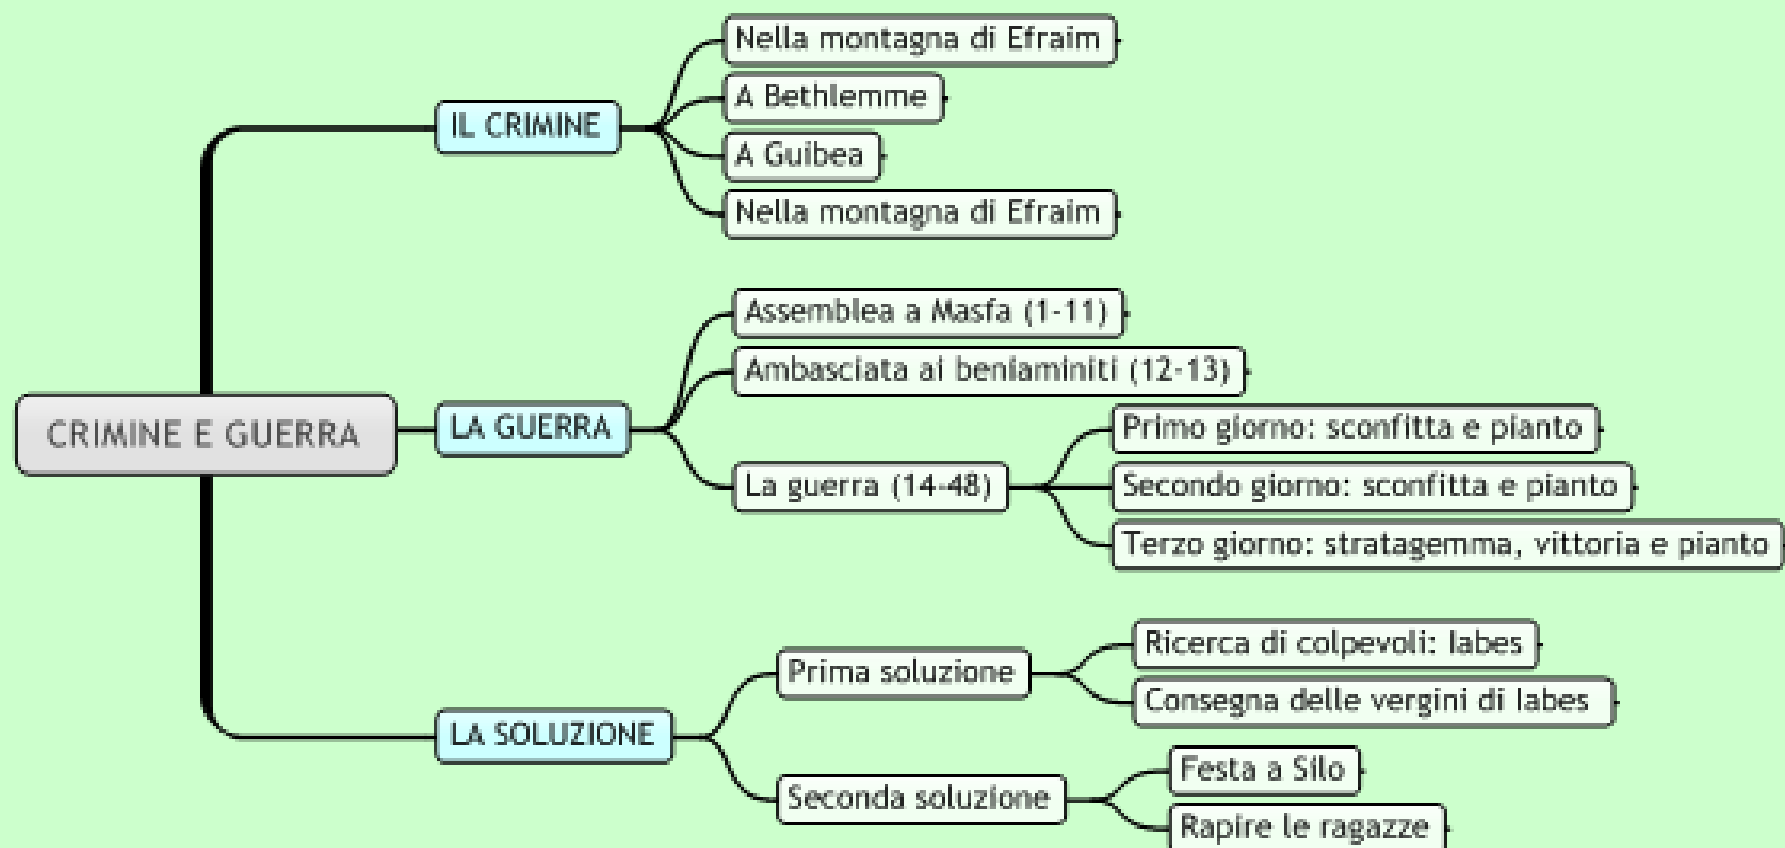 CRIMINE E GUERRA
IL CRIMINE
Nella montagna di Efraim
A Bethlemme
A Guibea
Nella montagna di Efraim
LA GUERRA
Assemblea a Masfa (1-11)
Ambasciata ai beniaminiti (12-13)
La guerra (14-48)
Primo giorno: sconfitta e pianto
Secondo giorno: sconfitta e pianto
Terzo giorno: stratagemma, vittoria e pianto
LA SOLUZIONE
Prima soluzione
Ricerca di colpevoli: Iabes
Consegna delle vergini di Iabes
Seconda soluzione
Festa a Silo
Rapire le ragazze